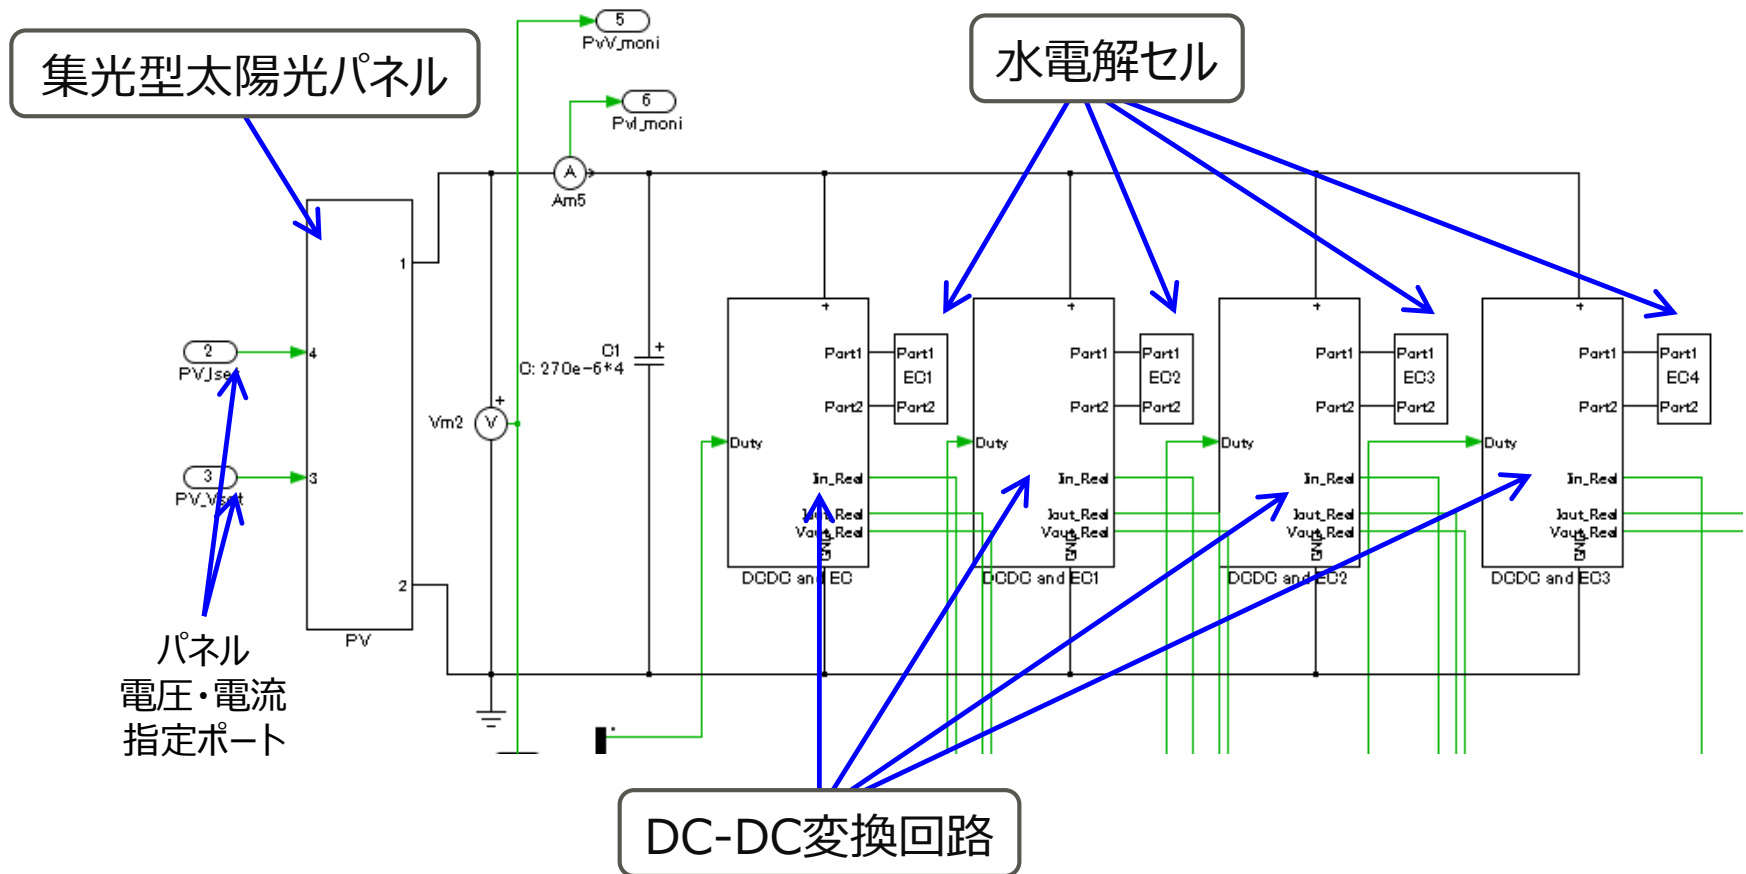 集光型太陽光パネル
水電解セル
5
PvV_moni
6
PvI_moni
A
Am5
1
2
PV_Iset
4
3
PV_Vset
3
2
PV
パネル
電圧・電流
指定ポート
Vm2
V
+
C1
C: 270e-6*4
+
+
Part1
Part2
Duty
In_Real
Iout_Real
Vout_Real
GND
DCDC and EC
Part1
EC1
Part2
+
Part1
Part2
Duty
In_Real
Iout_Real
Vout_Real
GND
DCDC and EC1
Part1
EC2
Part2
+
Part1
Part2
Duty
In_Real
Iout_Real
Vout_Real
GND
DCDC and EC2
Part1
EC3
Part2
+
Part1
Part2
Duty
In_Real
Iout_Real
Vout_Real
GND
DCDC and EC3
Part1
EC4
Part2
DC-DC変換回路